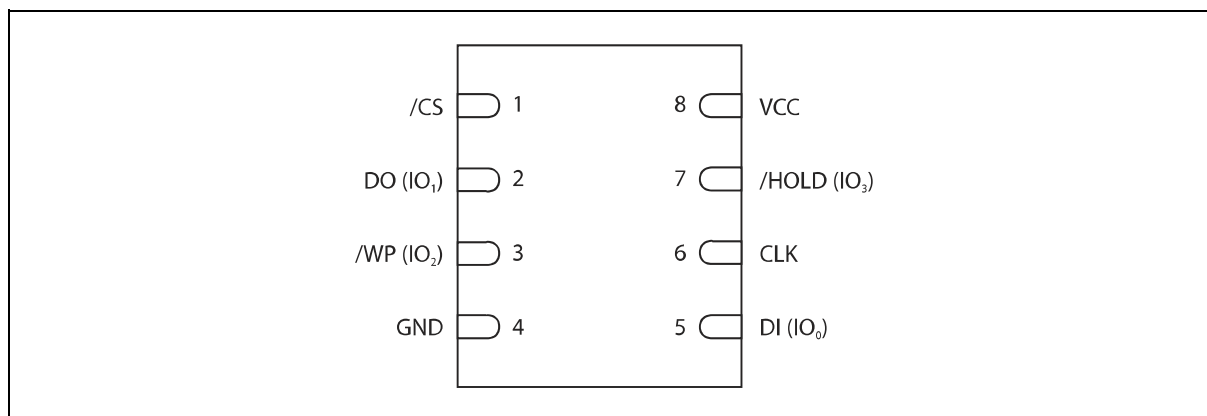 /CS 1 8 VCC
DO (IO₁) 2 7 /HOLD (IO₃)
/WP (IO₂) 3 6 CLK
GND 4 5 DI (IO₀)